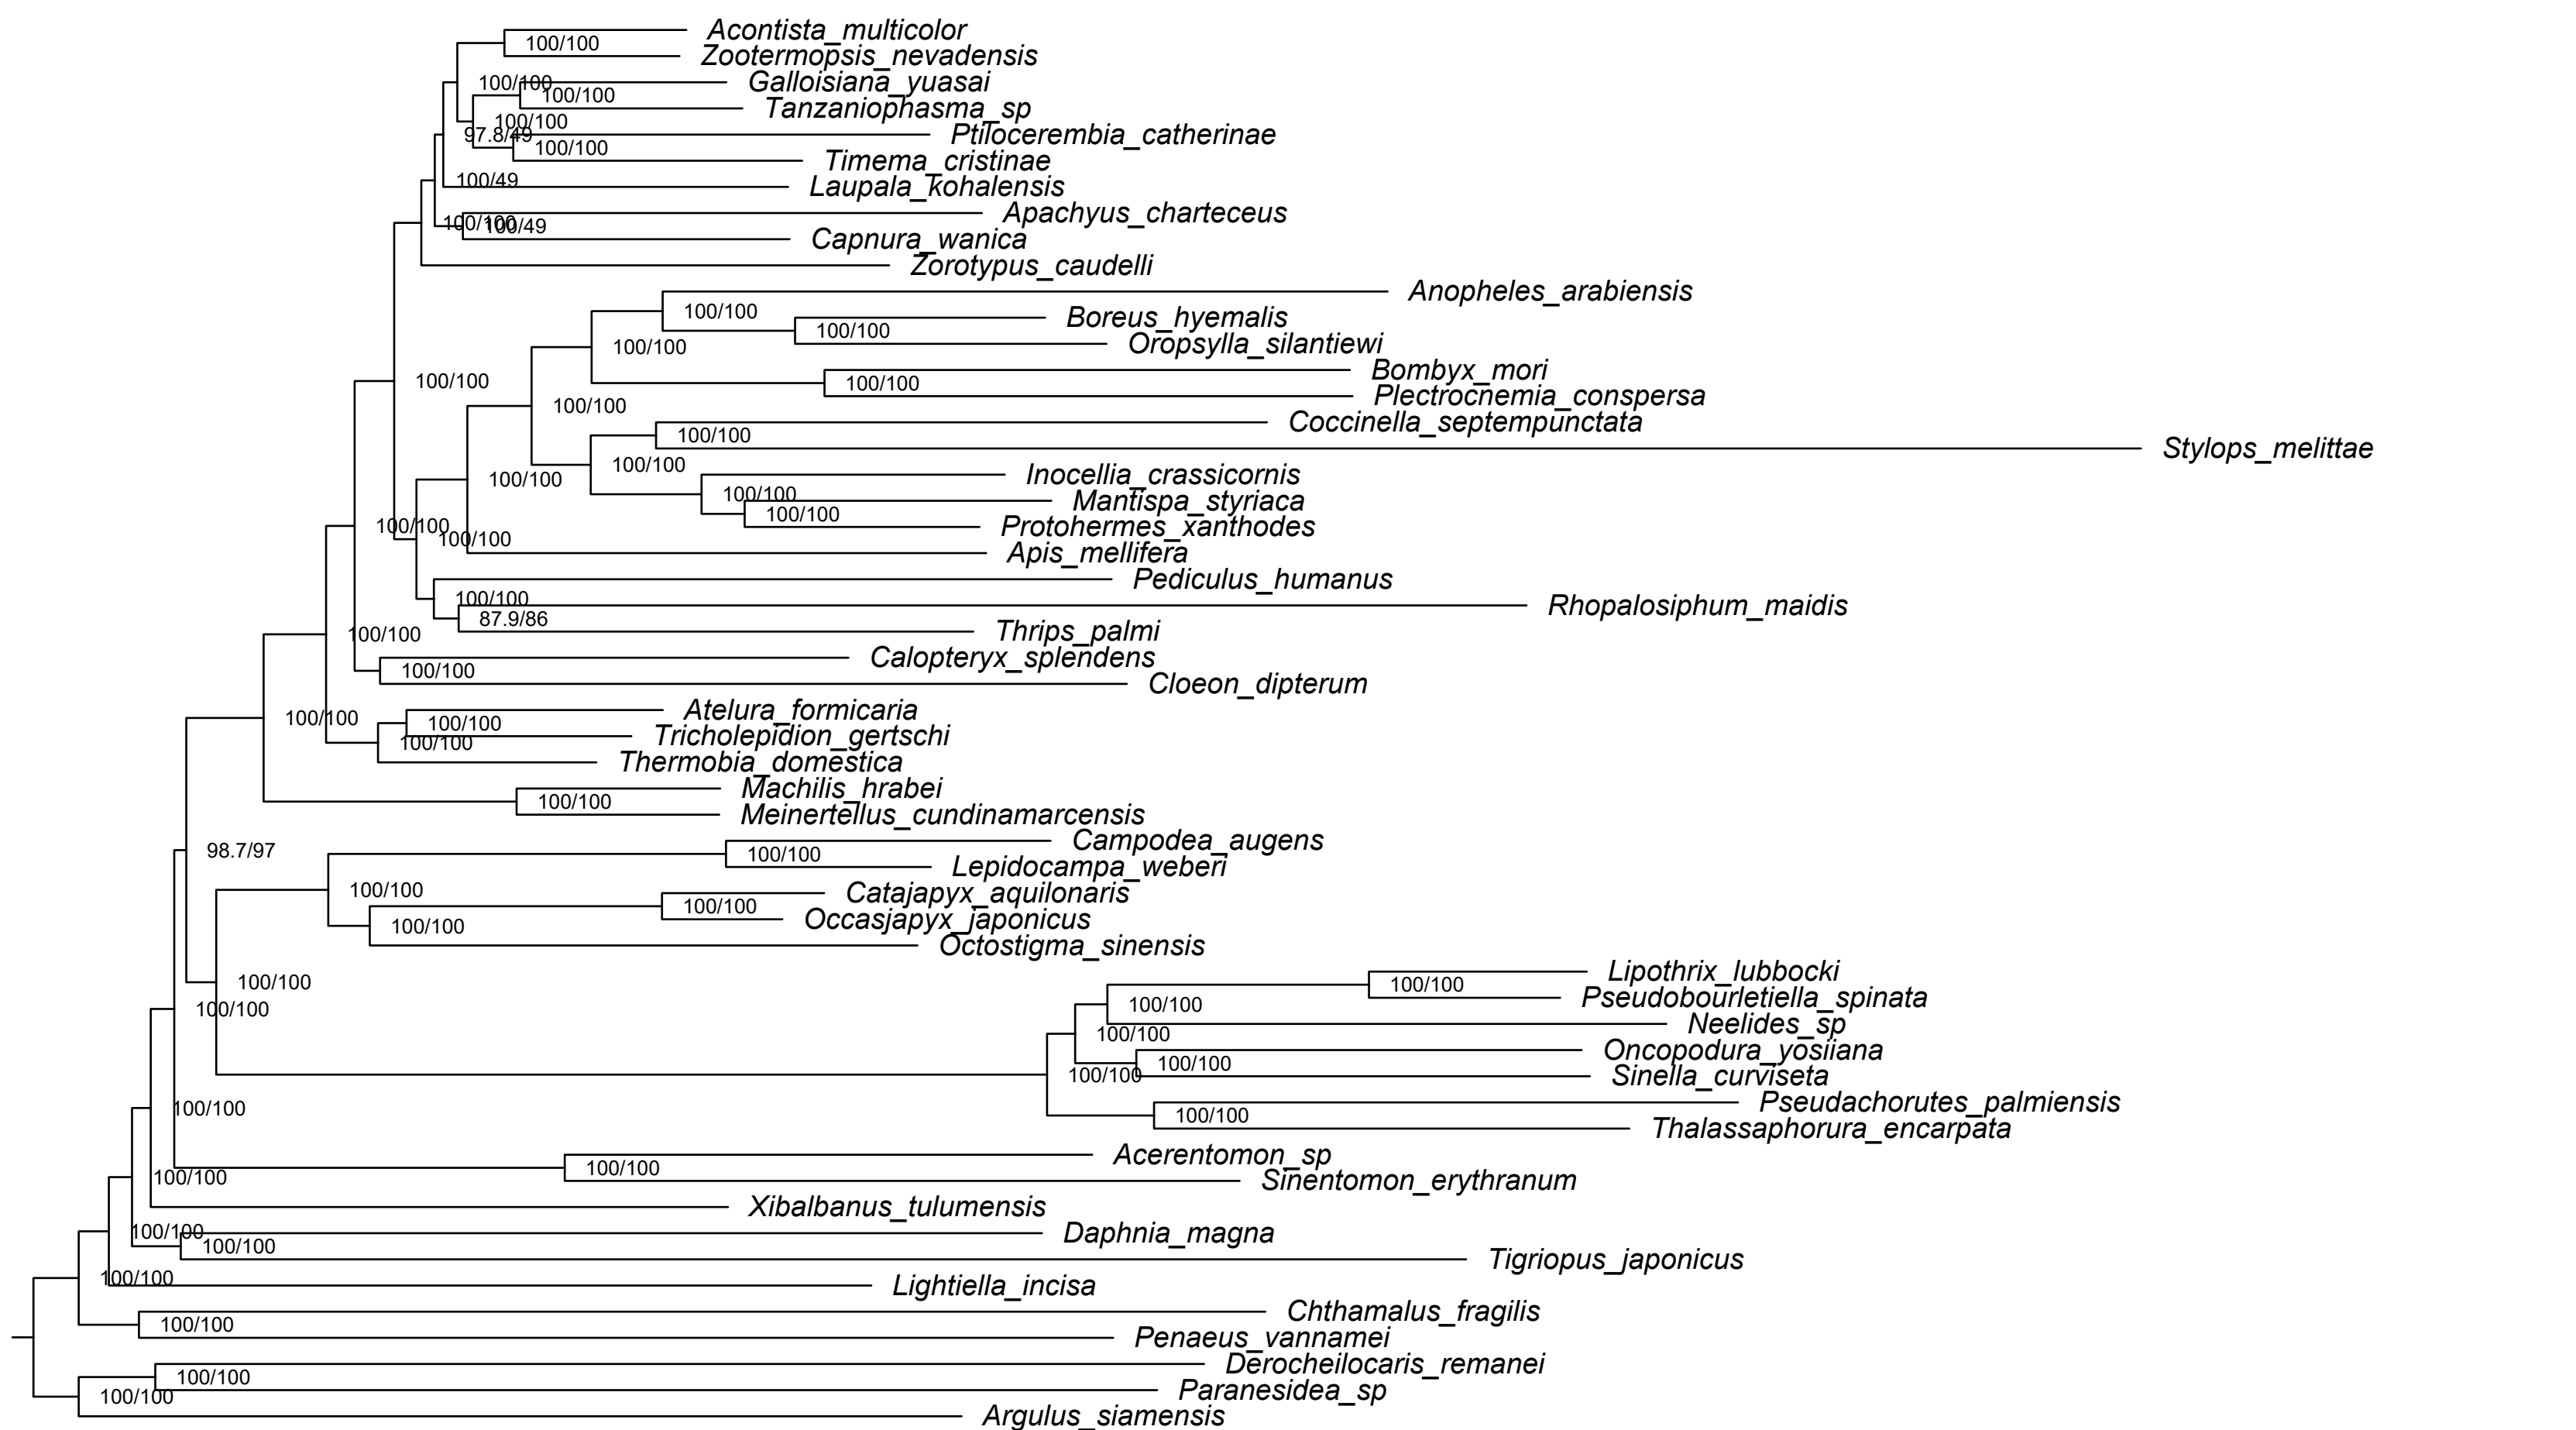 Acontista_multicolor
100/100
Zootermopsis_nevadensis
100/100
Galloisiana_yuasai
100/100
Tanzaniophasma_sp
100/100
97.8/49
Ptilocerembia_catherinae
100/100
Timema_cristinae
100/49
Laupala_kohalensis
Apachyus_charteceus
100/100
100/49
Capnura_wanica
Zorotypus_caudelli
Anopheles_arabiensis
100/100
Boreus_hyemalis
100/100
Oropsylla_silantiewi
100/100
Bombyx_mori
100/100
100/100
Plectrocnemia_conspersa
100/100
Coccinella_septempunctata
100/100
Stylops_melittae
100/100
Inocellia_crassicornis
100/100
100/100
Mantispa_styriaca
100/100
Protohermes_xanthodes
100/100
100/100
Apis_mellifera
Pediculus_humanus
100/100
Rhopalosiphum_maidis
87.9/86
Thrips_palmi
100/100
Calopteryx_splendens
100/100
Cloeon_dipterum
Atelura_formicaria
100/100
100/100
Tricholepidion_gertschi
100/100
Thermobia_domestica
Machilis_hrabei
100/100
Meinertellus_cundinamarcensis
Campodea_augens
98.7/97
100/100
Lepidocampa_weberi
100/100
Catajapyx_aquilonaris
100/100
Occasjapyx_japonicus
100/100
Octostigma_sinensis
Lipothrix_lubbocki
100/100
100/100
Pseudobourletiella_spinata
100/100
100/100
Neelides_sp
100/100
Oncopodura_yosiiana
100/100
100/100
Sinella_curviseta
Pseudachorutes_palmiensis
100/100
100/100
Thalassaphorura_encarpata
Acerentomon_sp
100/100
100/100
Sinentomon_erythranum
Xibalbanus_tulumensis
100/100
Daphnia_magna
100/100
Tigriopus_japonicus
100/100
Lightiella_incisa
Chthamalus_fragilis
100/100
Penaeus_vannamei
Derocheilocaris_remanei
100/100
Paranesidea_sp
100/100
Argulus_siamensis